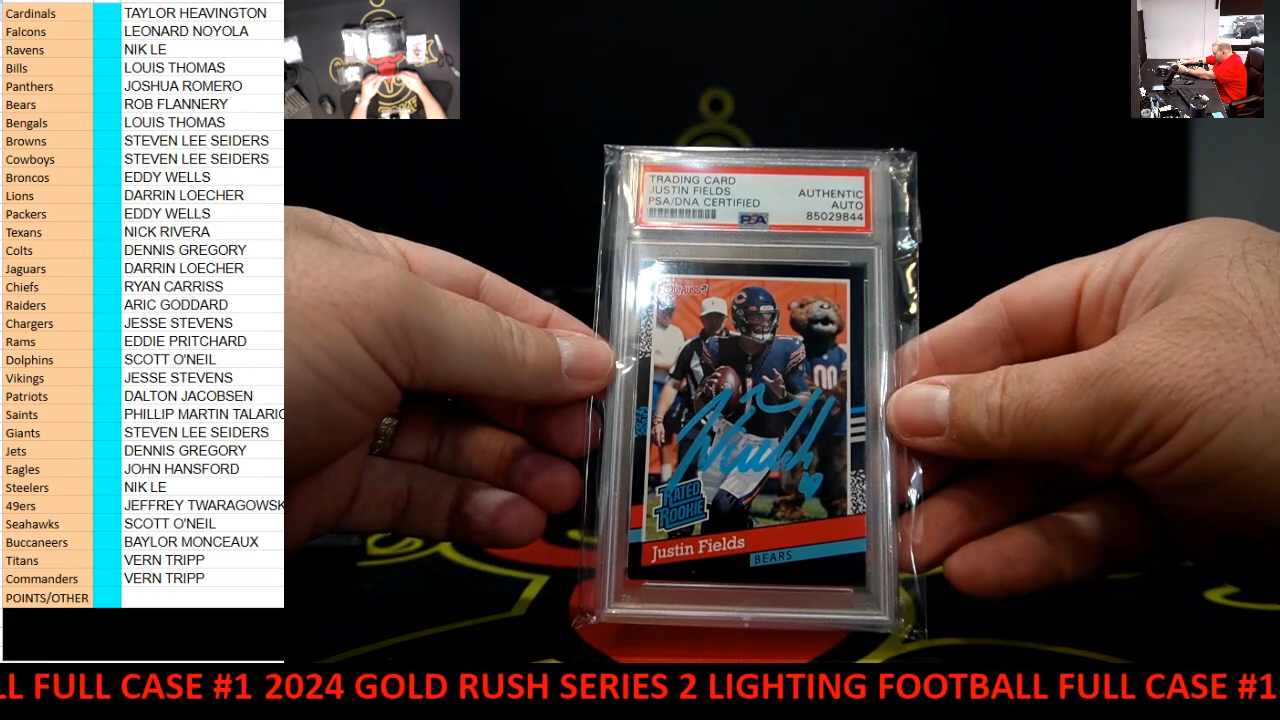 Cardinals TAYLOR HEAVINGTON
Falcons LEONARD NOYOLA
Ravens NIK LE
Bills LOUIS THOMAS
Panthers JOSHUA ROMERO
Bears ROB FLANNERY
Bengals LOUIS THOMAS
Browns STEVEN LEE SEIDERS
Cowboys STEVEN LEE SEIDERS
Broncos EDDY WELLS
Lions DARRIN LOECHER
Packers EDDY WELLS
Texans NICK RIVERA
Colts DENNIS GREGORY
Jaguars DARRIN LOECHER
Chiefs RYAN CARRISS
Raiders ARIC GODDARD
Chargers JESSE STEVENS
Rams EDDIE PRITCHARD
Dolphins SCOTT O'NEIL
Vikings JESSE STEVENS
Patriots DALTON JACOBSEN
Saints PHILLIP MARTIN TALARIC
Giants STEVEN LEE SEIDERS
Jets DENNIS GREGORY
Eagles JOHN HANSFORD
Steelers NIK LE
49ers JEFFREY TWARAGOWSK
Seahawks SCOTT O'NEIL
Buccaneers BAYLOR MONCEAUX
Titans VERN TRIPP
Commanders VERN TRIPP
POINTS/OTHER
TRADING CARD
JUSTIN FIELDS
PSA/DNA CERTIFIED
AUTHENTIC
AUTO
85029844
PSA
00
RATED
ROOKIE
Justin Fields
BEARS
LL FULL CASE #1 2024 GOLD RUSH SERIES 2 LIGHTING FOOTBALL FULL CASE #1